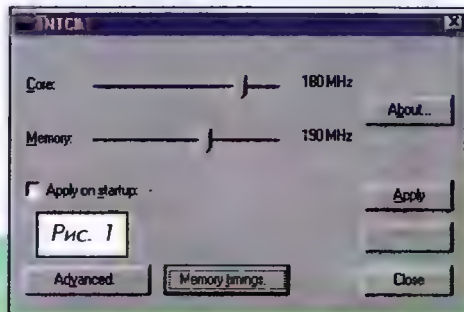 Core: 180 MHz
About...
Memory: 190 MHz
Apply on startup:
Apply
Рис. 1
Advanced
Memory timings
Close